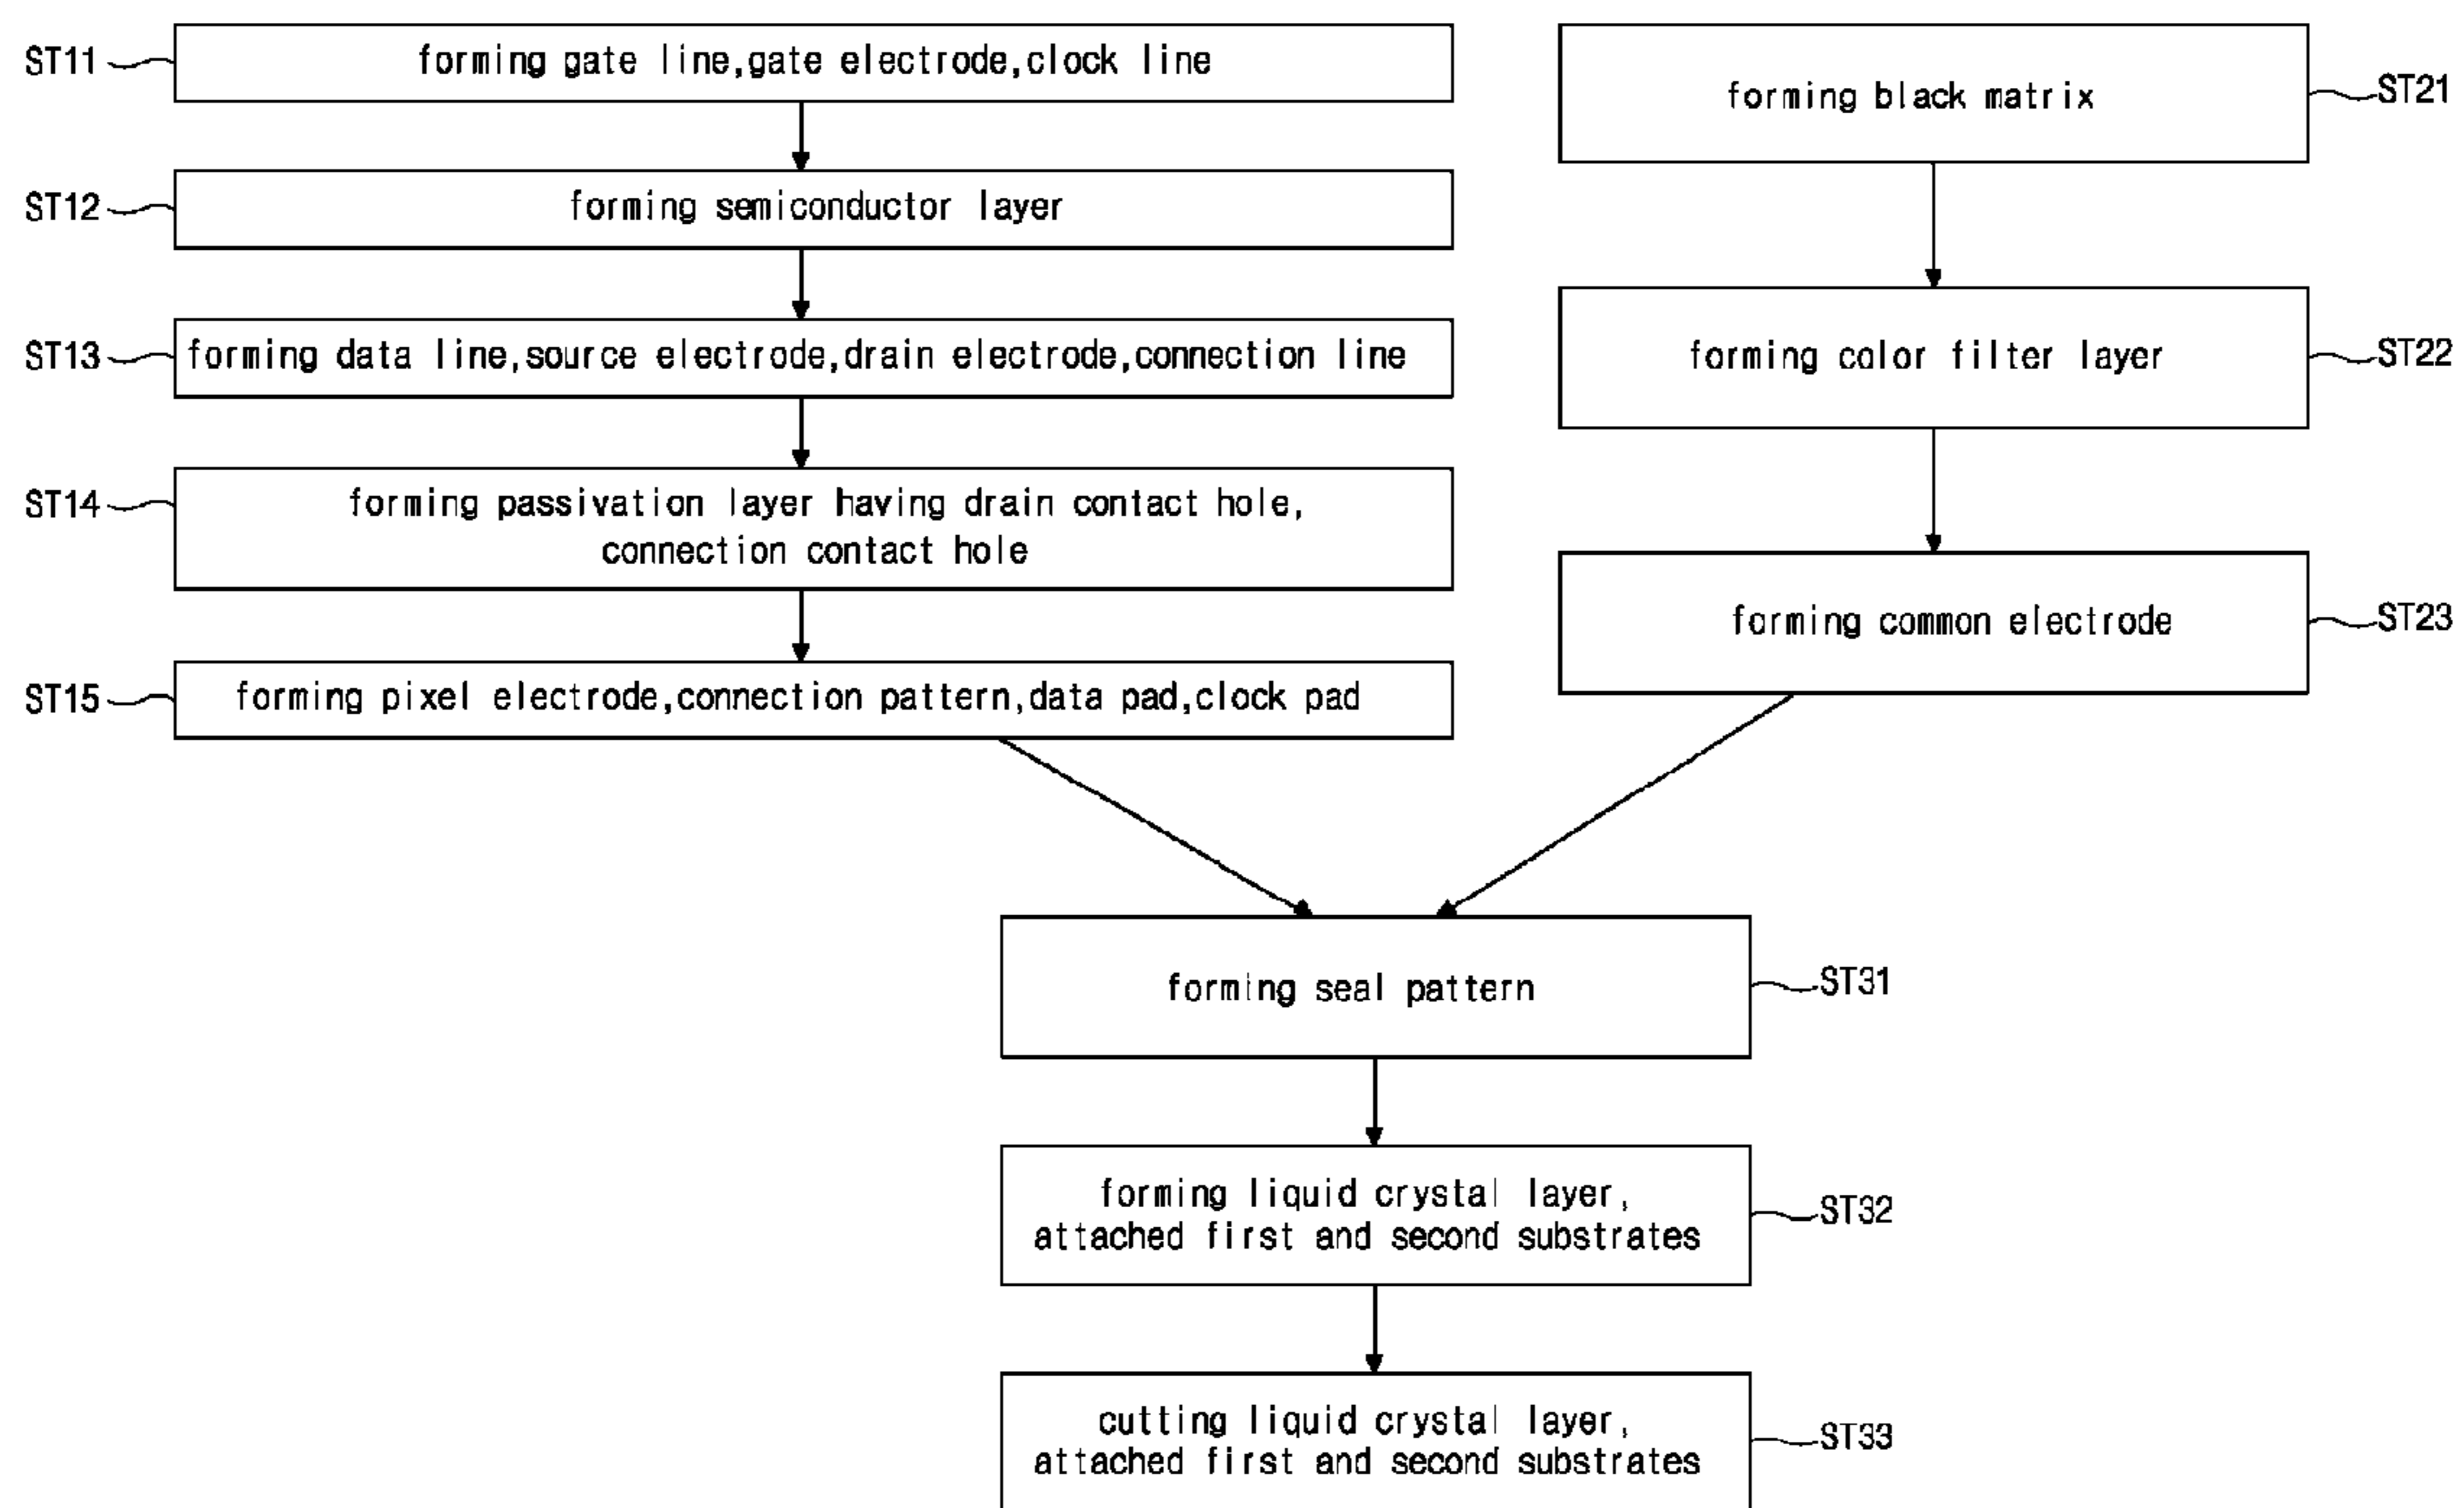 ST11
forming gate line,gate electrode,clock line
ST12
forming semiconductor layer
ST13
forming data line,source electrode,drain electrode,connection line
ST14
forming passivation layer having drain contact hole,
connection contact hole
ST15
forming pixel electrode,connection pattern,data pad,clock pad
forming black matrix
ST21
forming color filter layer
ST22
forming common electrode
ST23
forming seal pattern
ST31
forming liquid crystal layer,
attached first and second substrates
ST32
cutting liquid crystal layer,
attached first and second substrates
ST33